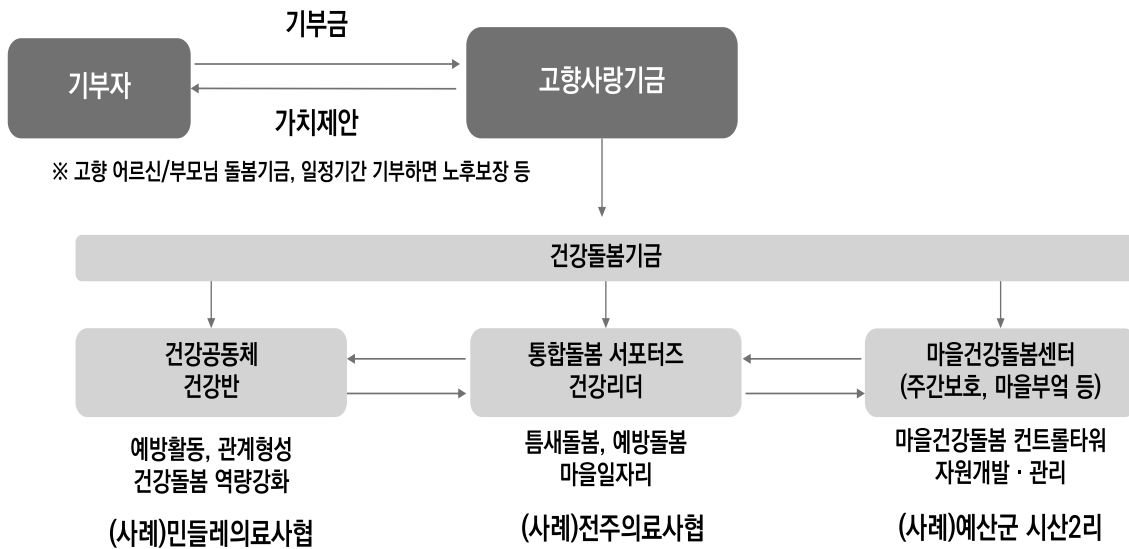 기부금
기부자
고향사랑기금
가치제안
※ 고향 어르신/부모님 돌봄기금, 일정기간 기부하면 노후보장 등
건강돌봄기금
건강공동체
건강반
통합돌봄 서포터즈
건강리더
마을건강돌봄센터
(주간보호, 마을부엌 등)
예방활동, 관계형성
건강돌봄 역량강화
틈새돌봄, 예방돌봄
마을일자리
마을건강돌봄 컨트롤타워
자원개발 · 관리
(사례)민들레의료사협
(사례)전주의료사협
(사례)예산군 시산2리